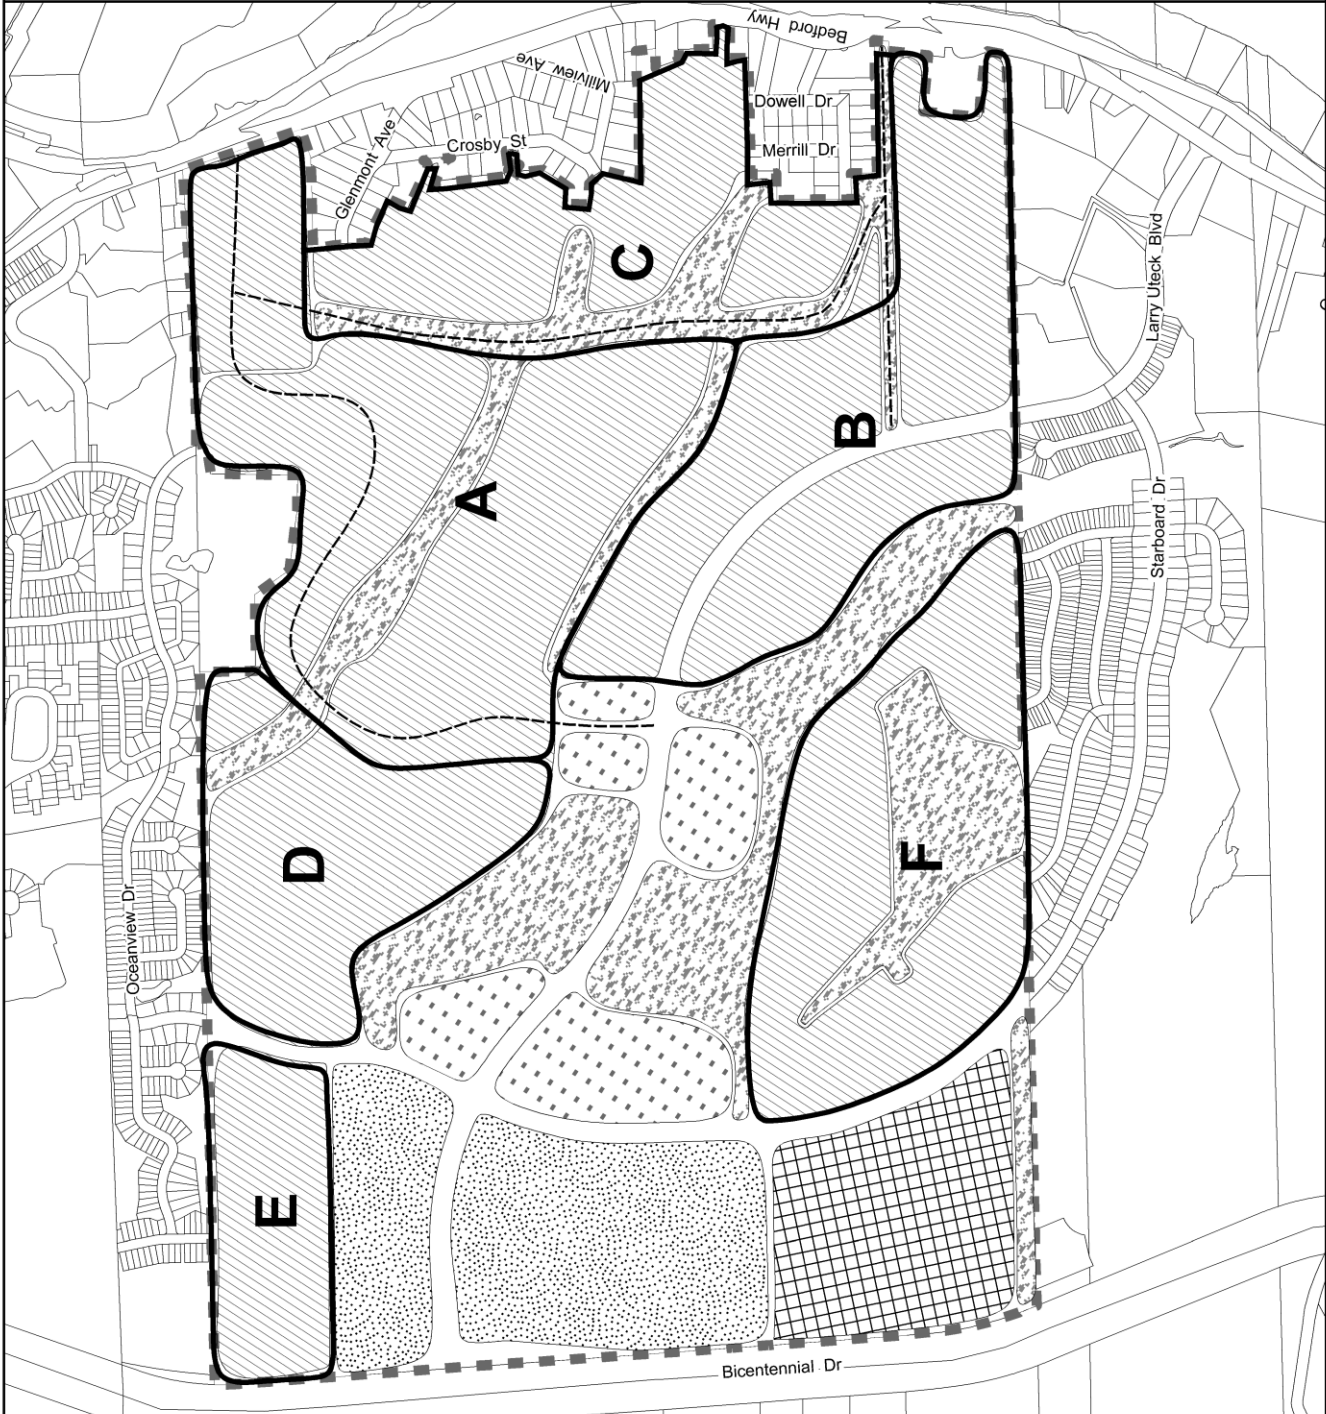 Bedford Hwy
Millview Ave
Dowell Dr
Crosby St
Merrill Dr
Glenmont Ave
Larry Uteck Blvd
C
B
A
Starboard Dr
D
F
Oceanview Dr
E
Bicentennial Dr